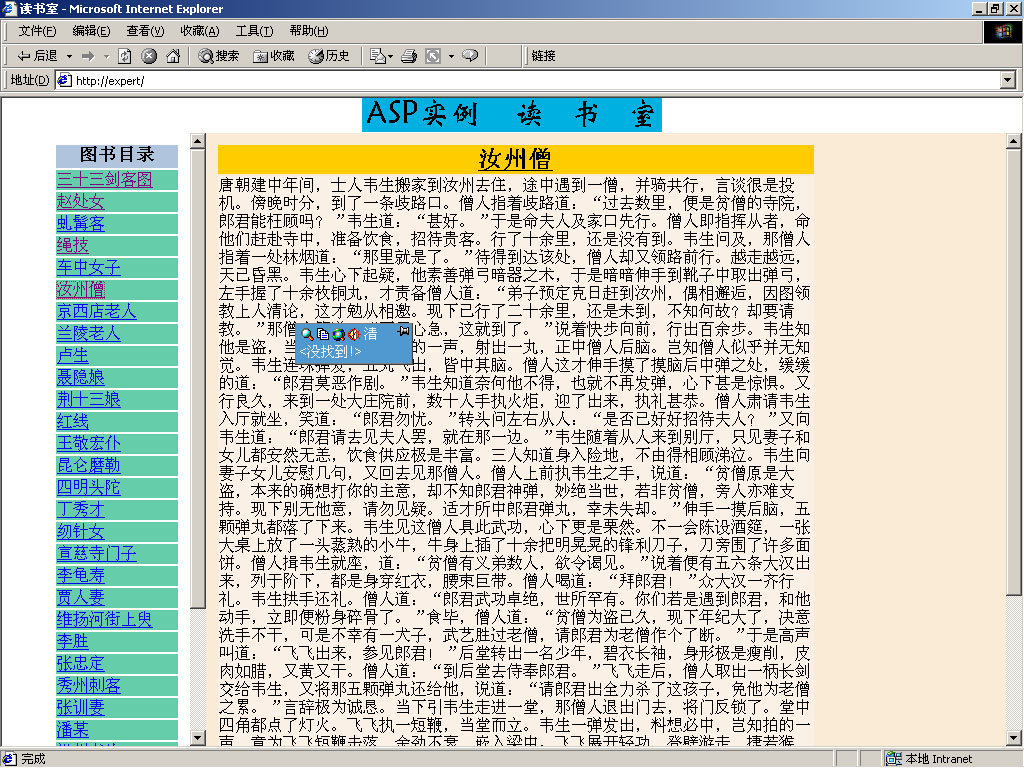 读书室 - Microsoft Internet Explorer
文件(F) 编辑(E) 查看(V) 收藏(A) 工具(T) 帮助(H)
后退 搜索 收藏 历史 链接
地址(D) http://expert/
ASP实例 读 书 室
图书目录
三十三剑客图
赵处女
虬髯客
绳技
车中女子
汝州僧
京西店老人
兰陵老人
卢生
聂隐娘
荆十三娘
红线
王敬宏仆
昆仑磨勒
四明头陀
丁秀才
纫针女
宣慈寺门子
李龟寿
贾人妻
维扬河街上叟
李胜
张忠定
秀州刺客
张训妻
潘某
汝州僧
唐朝建中年间，士人韦生搬家到汝州去住，途中遇到一僧，并骑共行，言谈很是投
机。傍晚时分，到了一条歧路口。僧人指着歧路道：“过去数里，便是贫僧的寺院，
郎君能枉顾吗？”韦生道：“甚好。”于是命夫人及家口先行。僧人即指挥从者，命
他们赶赴寺中，准备饮食，招待贵客。行了十余里，还是没有到。韦生问及，那僧人
指着一处林烟道：“那里就是了。”待得到达该处，僧人却又领路前行。越走越远，
天已昏黑。韦生心下起疑，他素善弹弓暗器之术，于是暗暗伸手到靴子中取出弹弓，
左手握了十余枚铜丸，才责备僧人道：“弟子预定克日赶到汝州，偶相邂逅，因图领
教上人清论，这才勉从相邀。现下已行了二十余里，还是未到，不知何故？却要请
教。”那僧 心急，这就到了。”说着快步向前，行出百余步。韦生知
他是盗，当 的一声，射出一丸，正中僧人后脑。岂知僧人似乎并无知
觉。韦生连珠弹发，五丸飞出，皆中其脑。僧人这才伸手摸了摸脑后中弹之处，缓缓
的道：“郎君莫恶作剧。”韦生知道奈何他不得，也就不再发弹，心下甚是惊惧。又
行良久，来到一处大庄院前，数十人手执火炬，迎了出来，执礼甚恭。僧人肃请韦生
入厅就坐，笑道：“郎君勿忧。”转头问左右从人：“是否已好好招待夫人？”又向
韦生道：“郎君请去见夫人罢，就在那一边。”韦生随着从人来到别厅，只见妻子和
女儿都安然无恙，饮食供应极是丰富。三人知道身入险地，不由得相顾涕泣。韦生向
妻子女儿安慰几句，又回去见那僧人。僧人上前执韦生之手，说道：“贫僧原是大
盗，本来的确想打你的主意，却不知郎君神弹，妙绝当世，若非贫僧，旁人亦难支
持。现下别无他意，请勿见疑。适才所中郎君弹丸，幸未失却。”伸手一摸后脑，五
颗弹丸都落了下来。韦生见这僧人具此武功，心下更是栗然。不一会陈设酒筵，一张
大桌上放了一头蒸熟的小牛，牛身上插了十余把明晃晃的锋利刀子，刀旁围了许多面
饼。僧人揖韦生就座，道：“贫僧有义弟数人，欲令谒见。”说着便有五六条大汉出
来，列于阶下，都是身穿红衣，腰束巨带。僧人喝道：“拜郎君！”众大汉一齐行
礼。韦生拱手还礼。僧人道：“郎君武功卓绝，世所罕有。你们若是遇到郎君，和他
动手，立即便粉身碎骨了。”食毕，僧人道：“贫僧为盗已久，现下年纪大了，决意
洗手不干，可是不幸有一犬子，武艺胜过老僧，请郎君为老僧作个了断。”于是高声
叫道：“飞飞出来，参见郎君！”后堂转出一名少年，碧衣长袖，身形极是瘦削，皮
肉如腊，又黄又干。僧人道：“到后堂去侍奉郎君。”飞飞走后，僧人取出一柄长剑
交给韦生，又将那五颗弹丸还给他，说道：“请郎君出全力杀了这孩子，免他为老僧
之累。”言辞极为诚恳。当下引韦生走进一堂，那僧人退出门去，将门反锁了。堂中
四角都点了灯火。飞飞执一短鞭，当堂而立。韦生一弹发出，料想必中，岂知拍的一
声，竟为飞飞短鞭击落，余劲不衰，嵌入梁中。飞飞展开轻功，登壁游走，捷若猴
清
<没找到!>
完成 本地 Intranet